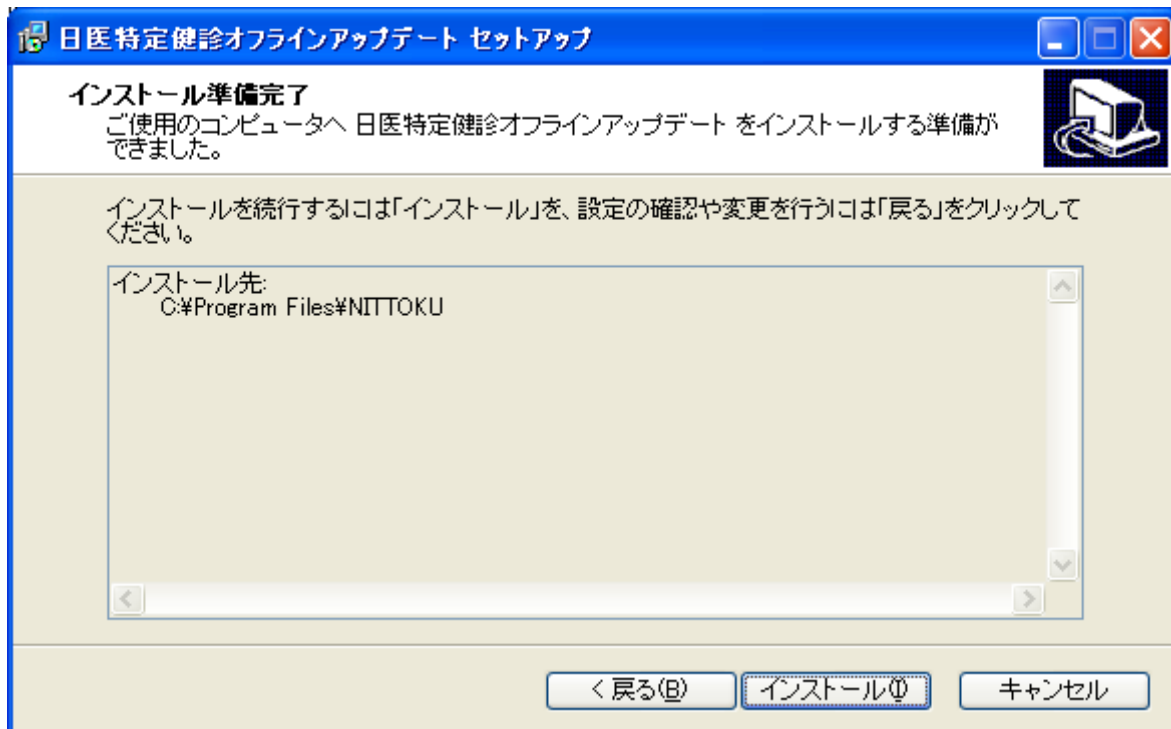 日医特定健診オフラインアップデート セットアップ
インストール準備完了
ご使用のコンピュータへ 日医特定健診オフラインアップデート をインストールする準備が
できました。
インストールを続行するには「インストール」を、設定の確認や変更を行うには「戻る」をクリックして
ください。
インストール先:
C:¥Program Files¥NITTOKU
< 戻る(B)
インストール(I)
キャンセル